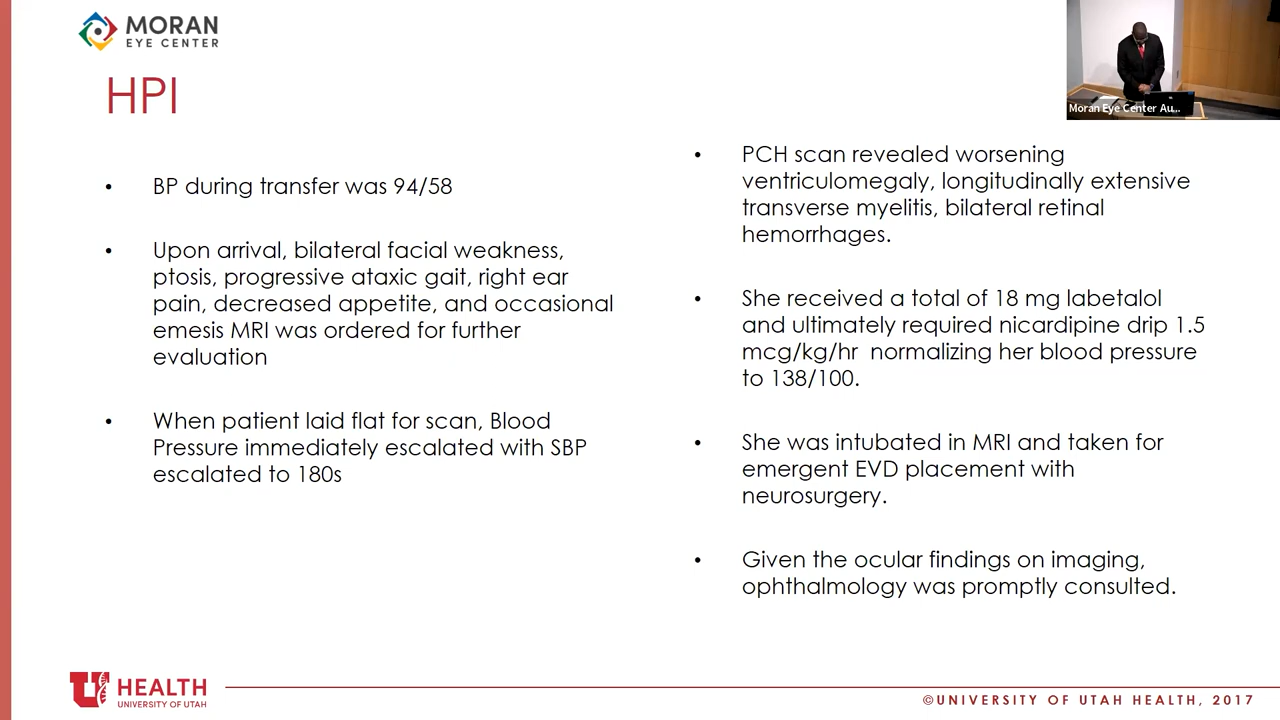 MORAN
EYE CENTER
Moran Eye Center Au...
HPI
• BP during transfer was 94/58
• Upon arrival, bilateral facial weakness,
ptosis, progressive ataxic gait, right ear
pain, decreased appetite, and occasional
emesis MRI was ordered for further
evaluation
• When patient laid flat for scan, Blood
Pressure immediately escalated with SBP
escalated to 180s
• PCH scan revealed worsening
ventriculomegaly, longitudinally extensive
transverse myelitis, bilateral retinal
hemorrhages.
• She received a total of 18 mg labetalol
and ultimately required nicardipine drip 1.5
mcg/kg/hr normalizing her blood pressure
to 138/100.
• She was intubated in MRI and taken for
emergent EVD placement with
neurosurgery.
• Given the ocular findings on imaging,
ophthalmology was promptly consulted.
U HEALTH
UNIVERSITY OF UTAH
©UNIVERSITY OF UTAH HEALTH, 2017